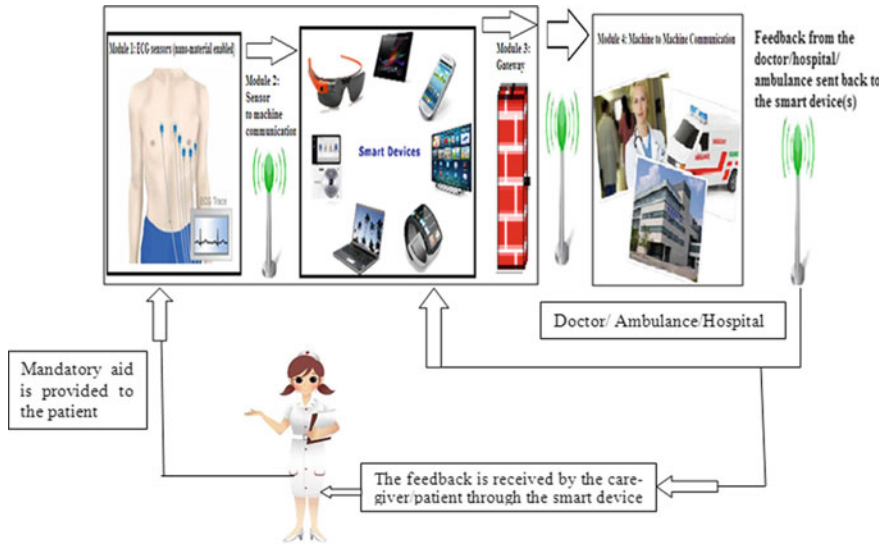 Module 1: ECG sensors (nano-material enabled)
ECG Trace
Module 2:
Sensor
to machine
communication
Smart Devices
Module 3:
Gateway
Module 4: Machine to Machine Communication
AMBULANCE
Feedback from the
doctor/hospital/
ambulance sent back to
the smart device(s)
Doctor/ Ambulance/Hospital
Mandatory aid
is provided to
the patient
The feedback is received by the care-
giver/patient through the smart device